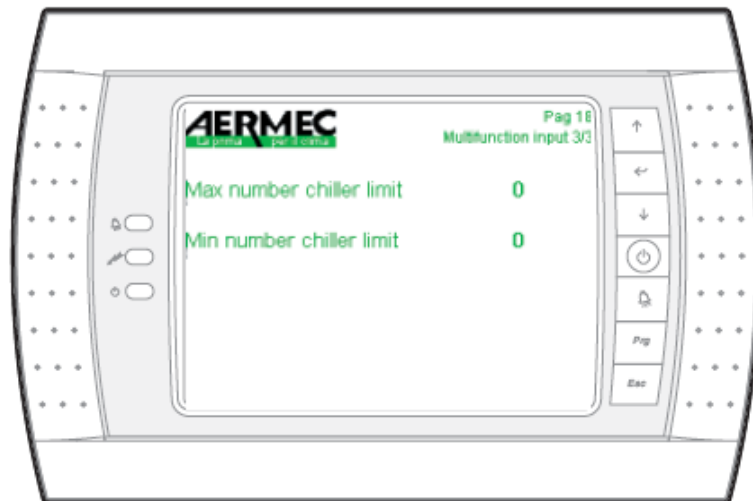 AERMEC
La prima per il clima
Pag 18
Multifunction input 3/3
Max number chiller limit 0
Min number chiller limit 0
Prg
Esc